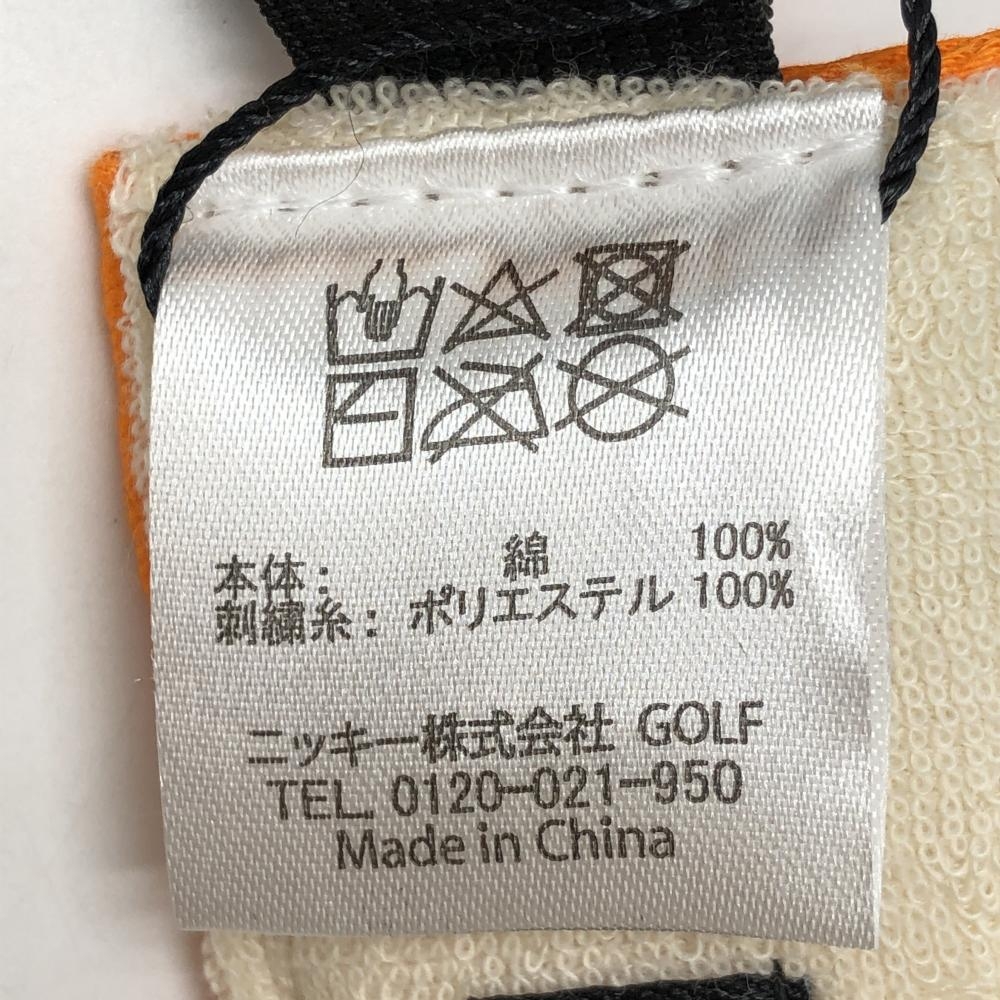 本体: 綿 100%
刺繍糸: ポリエステル 100%
ニッキー株式会社 GOLF
TEL. 0120-021-950
Made in China